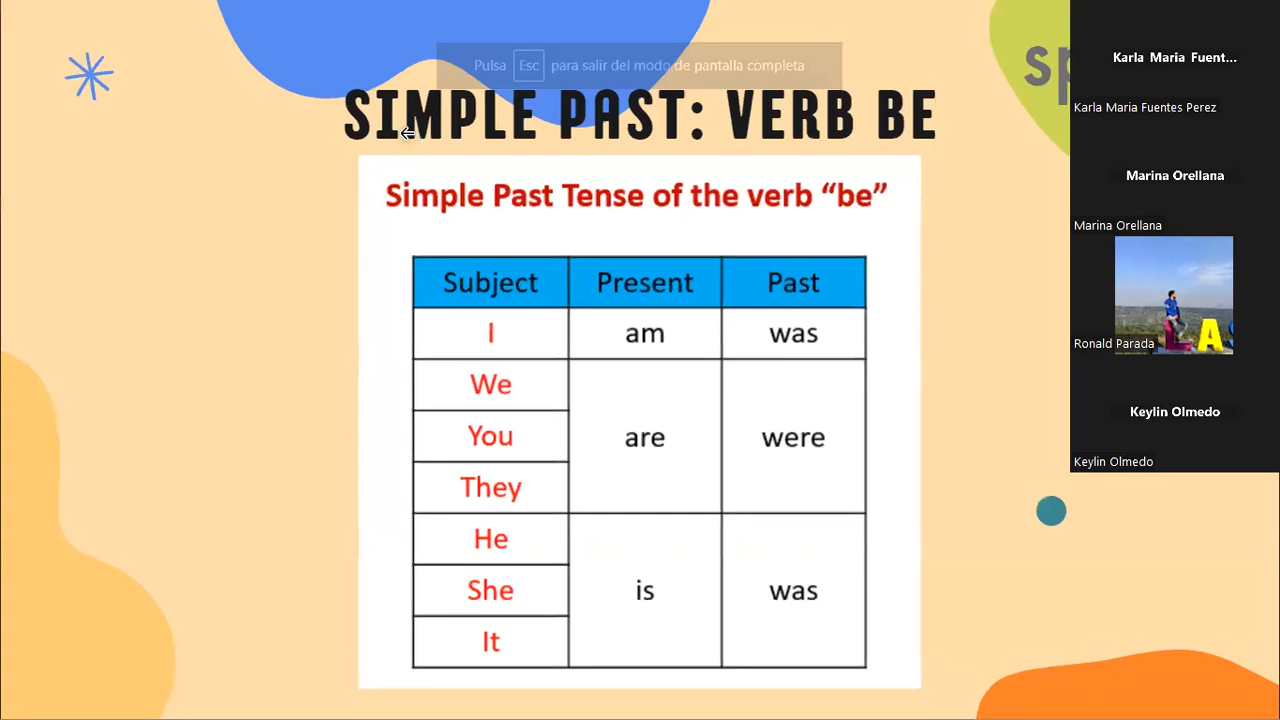 Pulsa Esc para salir del modo de pantalla completa
SIMPLE PAST: VERB BE
Simple Past Tense of the verb “be”
Subject Present Past
I am was
We
You are were
They
He
She is was
It
sp
Karla Maria Fuent...
Karla Maria Fuentes Perez
Marina Orellana
Marina Orellana
LA
Ronald Parada
Keylin Olmedo
Keylin Olmedo